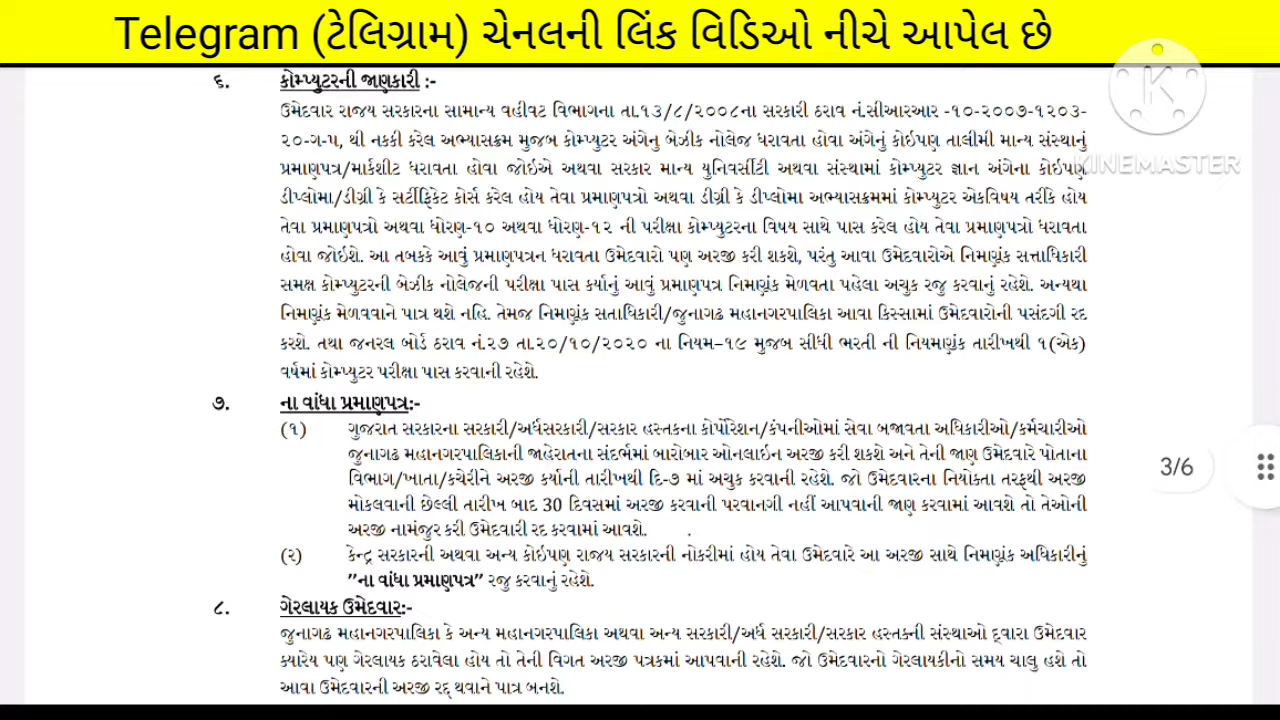 Telegram (ટેલિગ્રામ) ચેનલની લિંક વિડિઓ નીચે આપેલ છે
K
KINEMASTER
૬. કોમ્પ્યુટરની જાણકારી :-
ઉમેદવાર રાજય સરકારના સામાન્ય વહીવટ વિભાગના તા.૧૩/૮/૨૦૦૮ના સરકારી ઠરાવ નં.સીઆરઆર -૧૦-૨૦૦૭-૧૨૦૩-
૨૦-ગ-૫, થી નકકી કરેલ અભ્યાસક્રમ મુજબ કોમ્પ્યુટર અંગેનુ બેઝીક નોલેજ ધરાવતા હોવા અંગેનું કોઇપણ તાલીમી માન્ય સંસ્થાનું
પ્રમાણપત્ર/માર્કશીટ ધરાવતા હોવા જોઇએ અથવા સરકાર માન્ય યુનિવર્સીટી અથવા સંસ્થામાં કોમ્પ્યુટર જ્ઞાન અંગેના કોઇપણ
ડીપ્લોમા/ડીગ્રી કે સર્ટીફિકેટ કોર્સ કરેલ હોય તેવા પ્રમાણપત્રો અથવા ડીગ્રી કે ડીપ્લોમા અભ્યાસક્રમમાં કોમ્પ્યુટર એકવિષય તરીકે હોય
તેવા પ્રમાણપત્રો અથવા ધોરણ-૧૦ અથવા ધોરણ-૧૨ ની પરીક્ષા કોમ્પ્યુટરના વિષય સાથે પાસ કરેલ હોય તેવા પ્રમાણપત્રો ધરાવતા
હોવા જોઇશે. આ તબકકે આવું પ્રમાણપત્રન ધરાવતા ઉમેદવારો પણ અરજી કરી શકશે, પરંતુ આવા ઉમેદવારોએ નિમણૂંક સત્તાધિકારી
સમક્ષ કોમ્પ્યુટરની બેઝીક નોલેજની પરીક્ષા પાસ કર્યાનું આવું પ્રમાણપત્ર નિમણૂંક મેળવતા પહેલા અચુક રજુ કરવાનું રહેશે. અન્યથા
નિમણૂંક મેળવવાને પાત્ર થશે નહિ. તેમજ નિમણૂંક સતાધિકારી/જુનાગઢ મહાનગરપાલિકા આવા કિસ્સામાં ઉમેદવારોની પસંદગી રદ
કરશે. તથા જનરલ બોર્ડ ઠરાવ નં.૨૭ તા.૨૦/૧૦/૨૦૨૦ ના નિયમ–૧૯ મુજબ સીધી ભરતી ની નિયમણૂંક તારીખથી ૧ (એક)
વર્ષમાં કોમ્પ્યુટર પરીક્ષા પાસ કરવાની રહેશે.
૭. ના વાંધા પ્રમાણપત્ર:-
(૧) ગુજરાત સરકારના સરકારી/અર્ધસરકારી/સરકાર હસ્તકના કોર્પોરેશન/કંપનીઓમાં સેવા બજાવતા અધિકારીઓ/કર્મચારીઓ
જુનાગઢ મહાનગરપાલિકાની જાહેરાતના સંદર્ભમાં બારોબાર ઓનલાઇન અરજી કરી શકશે અને તેની જાણ ઉમેદવારે પોતાના
વિભાગ/ખાતા/કચેરીને અરજી કર્યાની તારીખથી દિ-૭ માં અચુક કરવાની રહેશે. જો ઉમેદવારના નિયોક્તા તરફથી અરજી
મોકલવાની છેલ્લી તારીખ બાદ 30 દિવસમાં અરજી કરવાની પરવાનગી નહીં આપવાની જાણ કરવામાં આવશે તો તેઓની
અરજી નામંજુર કરી ઉમેદવારી રદ કરવામાં આવશે.
(૨) કેન્દ્ર સરકારની અથવા અન્ય કોઇપણ રાજય સરકારની નોકરીમાં હોય તેવા ઉમેદવારે આ અરજી સાથે નિમણૂંક અધિકારીનું
”ના વાંધા પ્રમાણપત્ર” રજુ કરવાનું રહેશે.
૮. ગેરલાયક ઉમેદવાર:-
જુનાગઢ મહાનગરપાલિકા કે અન્ય મહાનગરપાલિકા અથવા અન્ય સરકારી/અર્ધ સરકારી/સરકાર હસ્તકની સંસ્થાઓ દ્વારા ઉમેદવાર
ક્યારેય પણ ગેરલાયક ઠરાવેલા હોય તો તેની વિગત અરજી પત્રકમાં આપવાની રહેશે. જો ઉમેદવારનો ગેરલાયકીનો સમય ચાલુ હશે તો
આવા ઉમેદવારની અરજી રદ્દ થવાને પાત્ર બનશે.
3/6